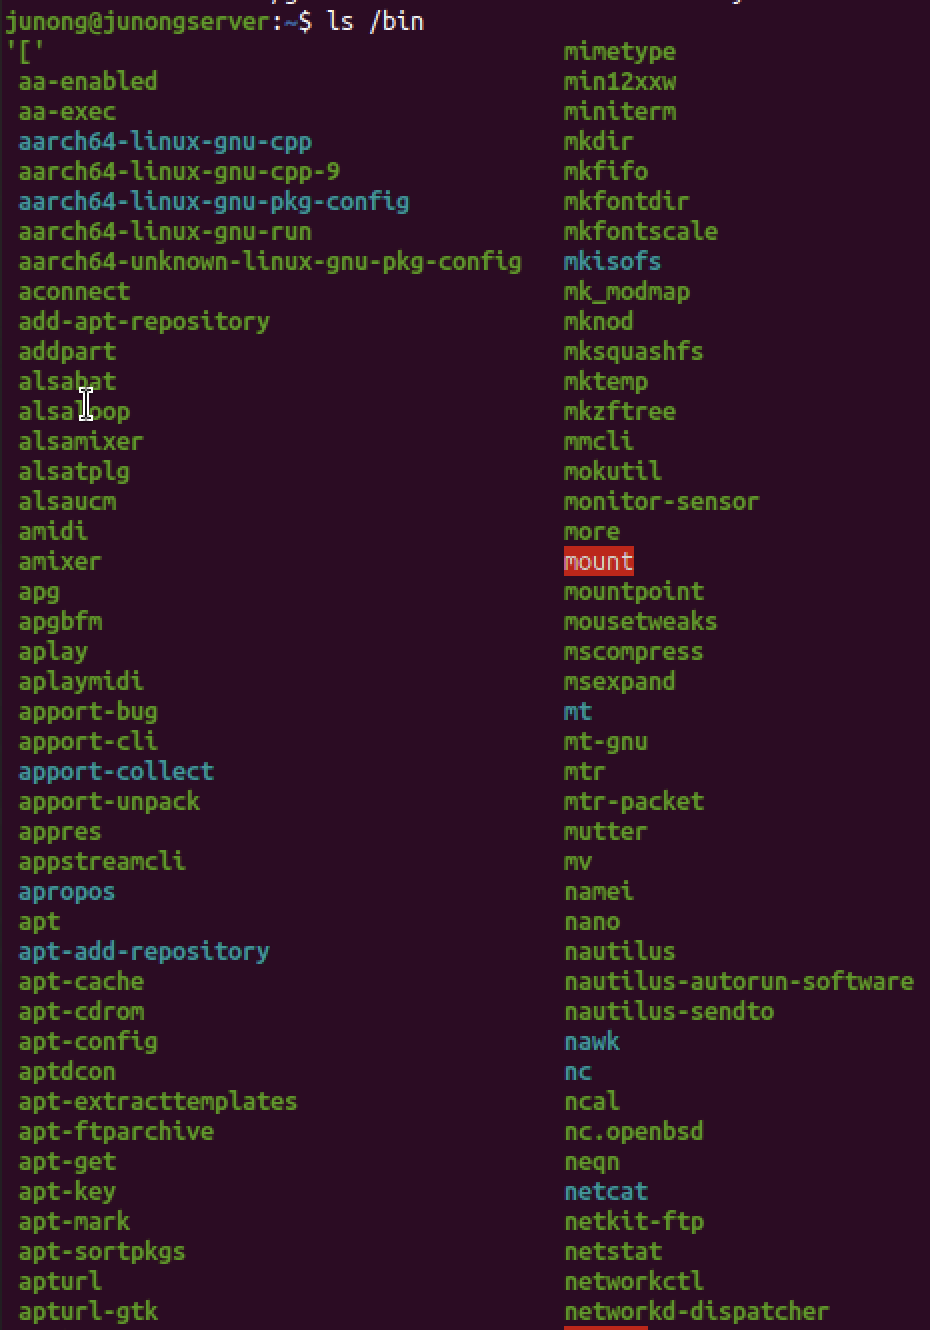 junong@junongserver:~$ ls /bin
'[' mimetype
aa-enabled min12xxw
aa-exec miniterm
aarch64-linux-gnu-cpp mkdir
aarch64-linux-gnu-cpp-9 mkfifo
aarch64-linux-gnu-pkg-config mkfontdir
aarch64-linux-gnu-run mkfontscale
aarch64-unknown-linux-gnu-pkg-config mkisofs
aconnect mk_modmap
add-apt-repository mknod
addpart mksquashfs
alsabat mktemp
alsaloop mkzftree
alsamixer mmcli
alsatplg mokutil
alsaucm monitor-sensor
amidi more
amixer mount
apg mountpoint
apgbfm mousetweaks
aplay mscompress
aplaymidi msexpand
apport-bug mt
apport-cli mt-gnu
apport-collect mtr
apport-unpack mtr-packet
appres mutter
appstreamcli mv
apropos namei
apt nano
apt-add-repository nautilus
apt-cache nautilus-autorun-software
apt-cdrom nautilus-sendto
apt-config nawk
aptdcon nc
apt-extracttemplates ncal
apt-ftparchive nc.openbsd
apt-get neqn
apt-key netcat
apt-mark netkit-ftp
apt-sortpkgs netstat
apturl networkctl
apturl-gtk networkd-dispatcher